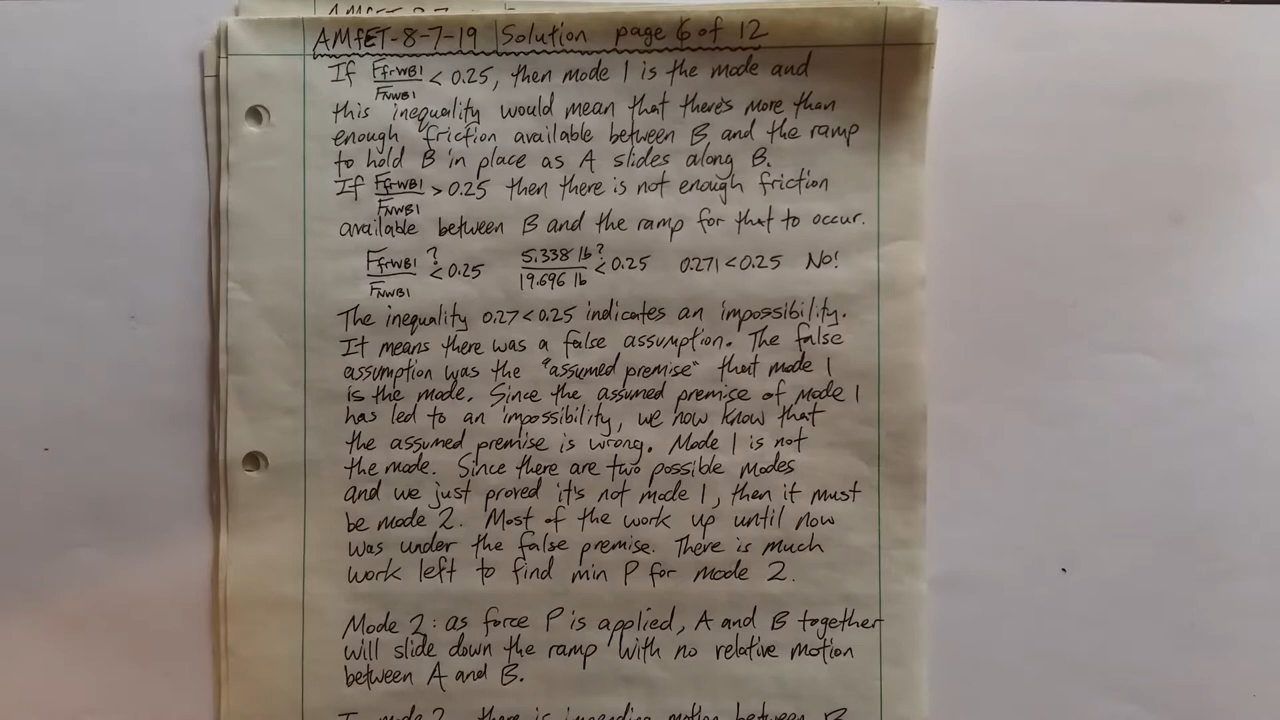 AMfET-8-7-19 | Solution page 6 of 12
If FfrWB1/FNWB1 < 0.25, then mode 1 is the mode and
this inequality would mean that there's more than
enough friction available between B and the ramp
to hold B in place as A slides along B.
If FfrWB1/FNWB1 > 0.25 then there is not enough friction
available between B and the ramp for that to occur.
FfrWB1/FNWB1 ?< 0.25 5.338 lb/19.696 lb ?< 0.25 0.271 < 0.25 No!
The inequality 0.27 < 0.25 indicates an impossibility.
It means there was a false assumption. The false
assumption was the "assumed premise" that mode 1
is the mode. Since the assumed premise of mode 1
has led to an impossibility, we now know that
the assumed premise is wrong. Mode 1 is not
the mode. Since there are two possible modes
and we just proved it's not mode 1, then it must
be mode 2. Most of the work up until now
was under the false premise. There is much
work left to find min P for mode 2.
Mode 2: as force P is applied, A and B together
will slide down the ramp with no relative motion
between A and B.
In mode 2, there is impending motion between B